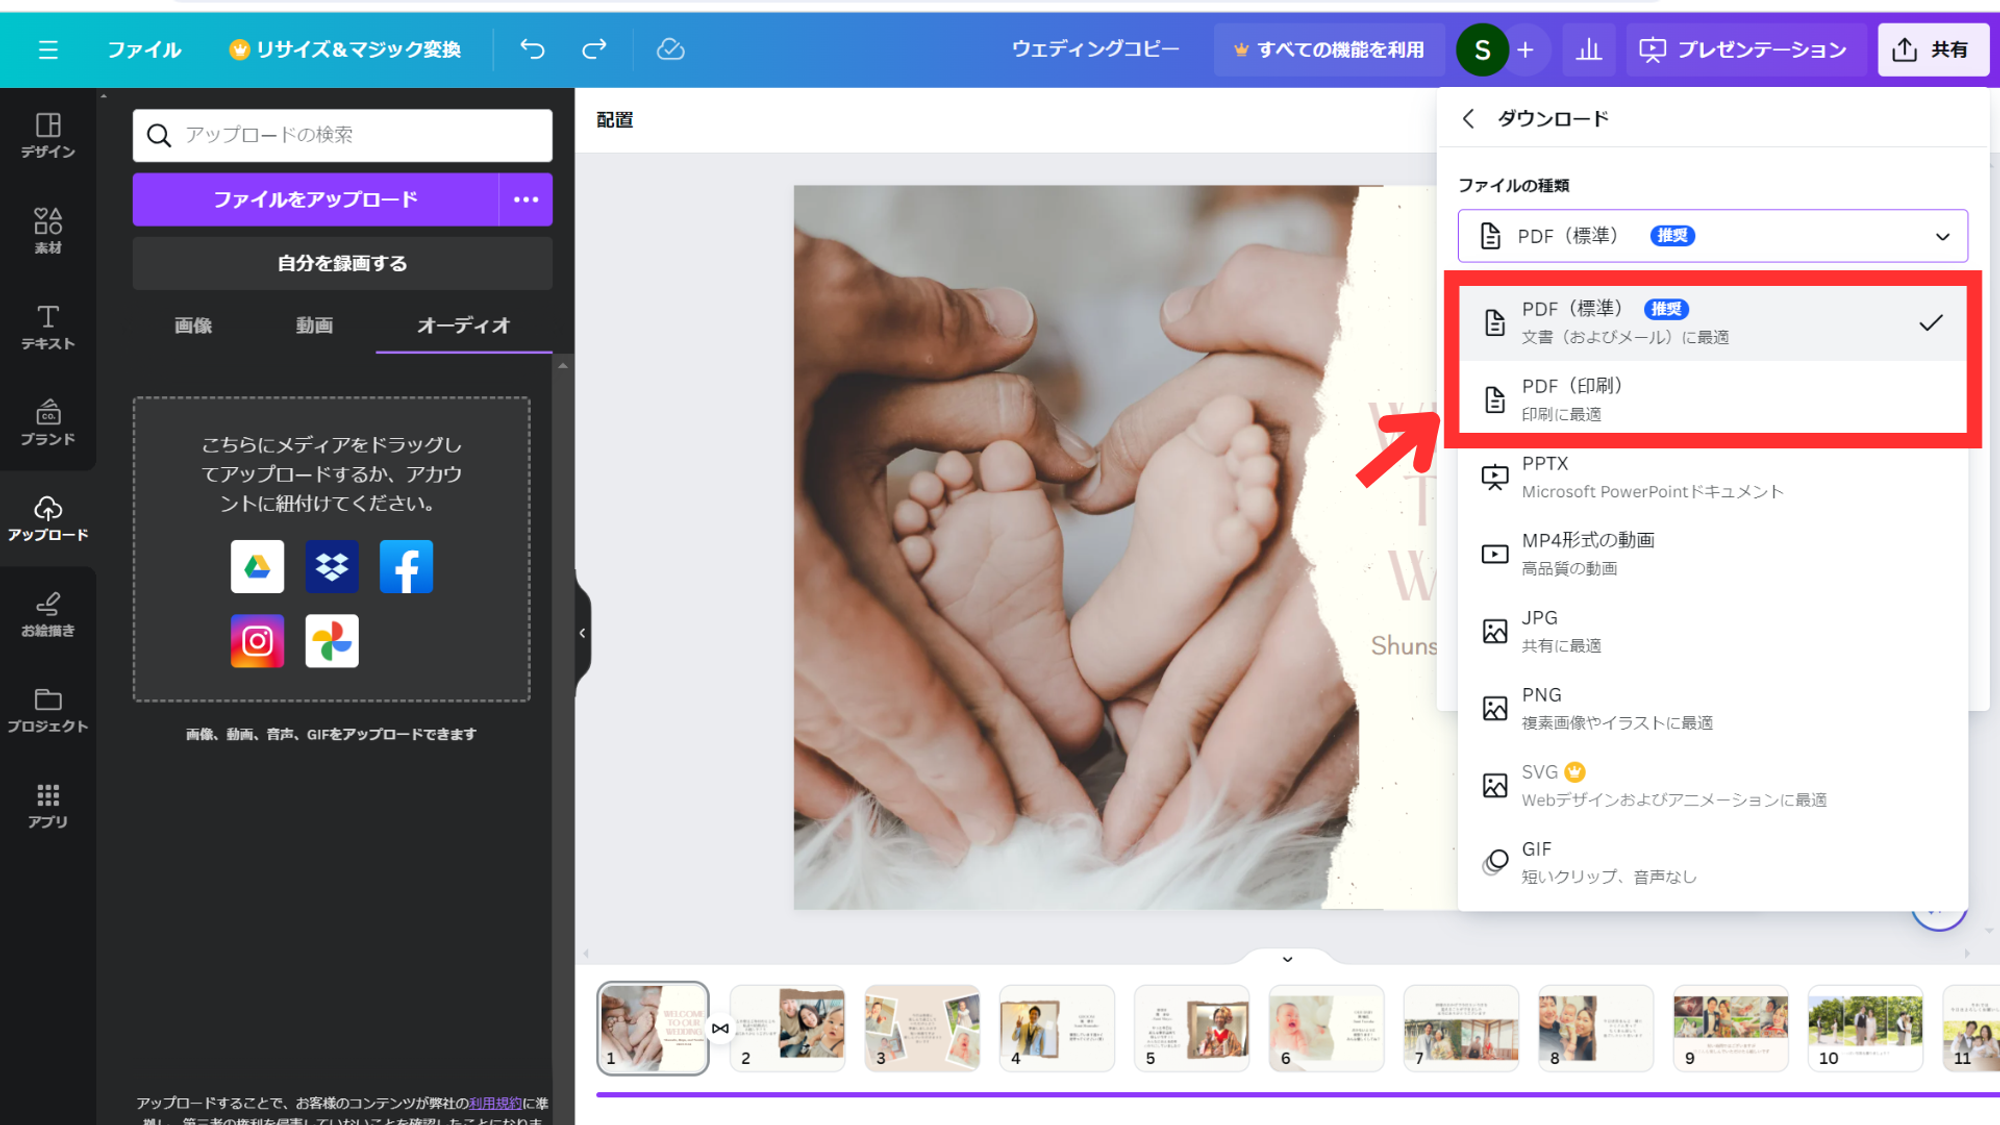 ファイル
リサイズ＆マジック変換
ウェディングコピー
すべての機能を利用
S
プレゼンテーション
共有
デザイン
素材
テキスト
ブランド
アップロード
お絵描き
プロジェクト
アプリ
アップロードの検索
ファイルをアップロード
自分を録画する
画像
動画
オーディオ
こちらにメディアをドラッグし
てアップロードするか、アカウ
ントに紐付けてください。
画像、動画、音声、GIFをアップロードできます
アップロードすることで、お客様のコンテンツが弊社の利用規約に準
拠し、第三者の権利を侵害していないことを確認したことになりま
配置
Shuns
ダウンロード
ファイルの種類
PDF（標準） 推奨
PDF（標準） 推奨
文書（およびメール）に最適
PDF（印刷）
印刷に最適
PPTX
Microsoft PowerPointドキュメント
MP4形式の動画
高品質の動画
JPG
共有に最適
PNG
複素画像やイラストに最適
SVG
Webデザインおよびアニメーションに最適
GIF
短いクリップ、音声なし
WELCOME
TO OUR
WEDDING
1
2
3
4
5
6
7
8
9
10
11